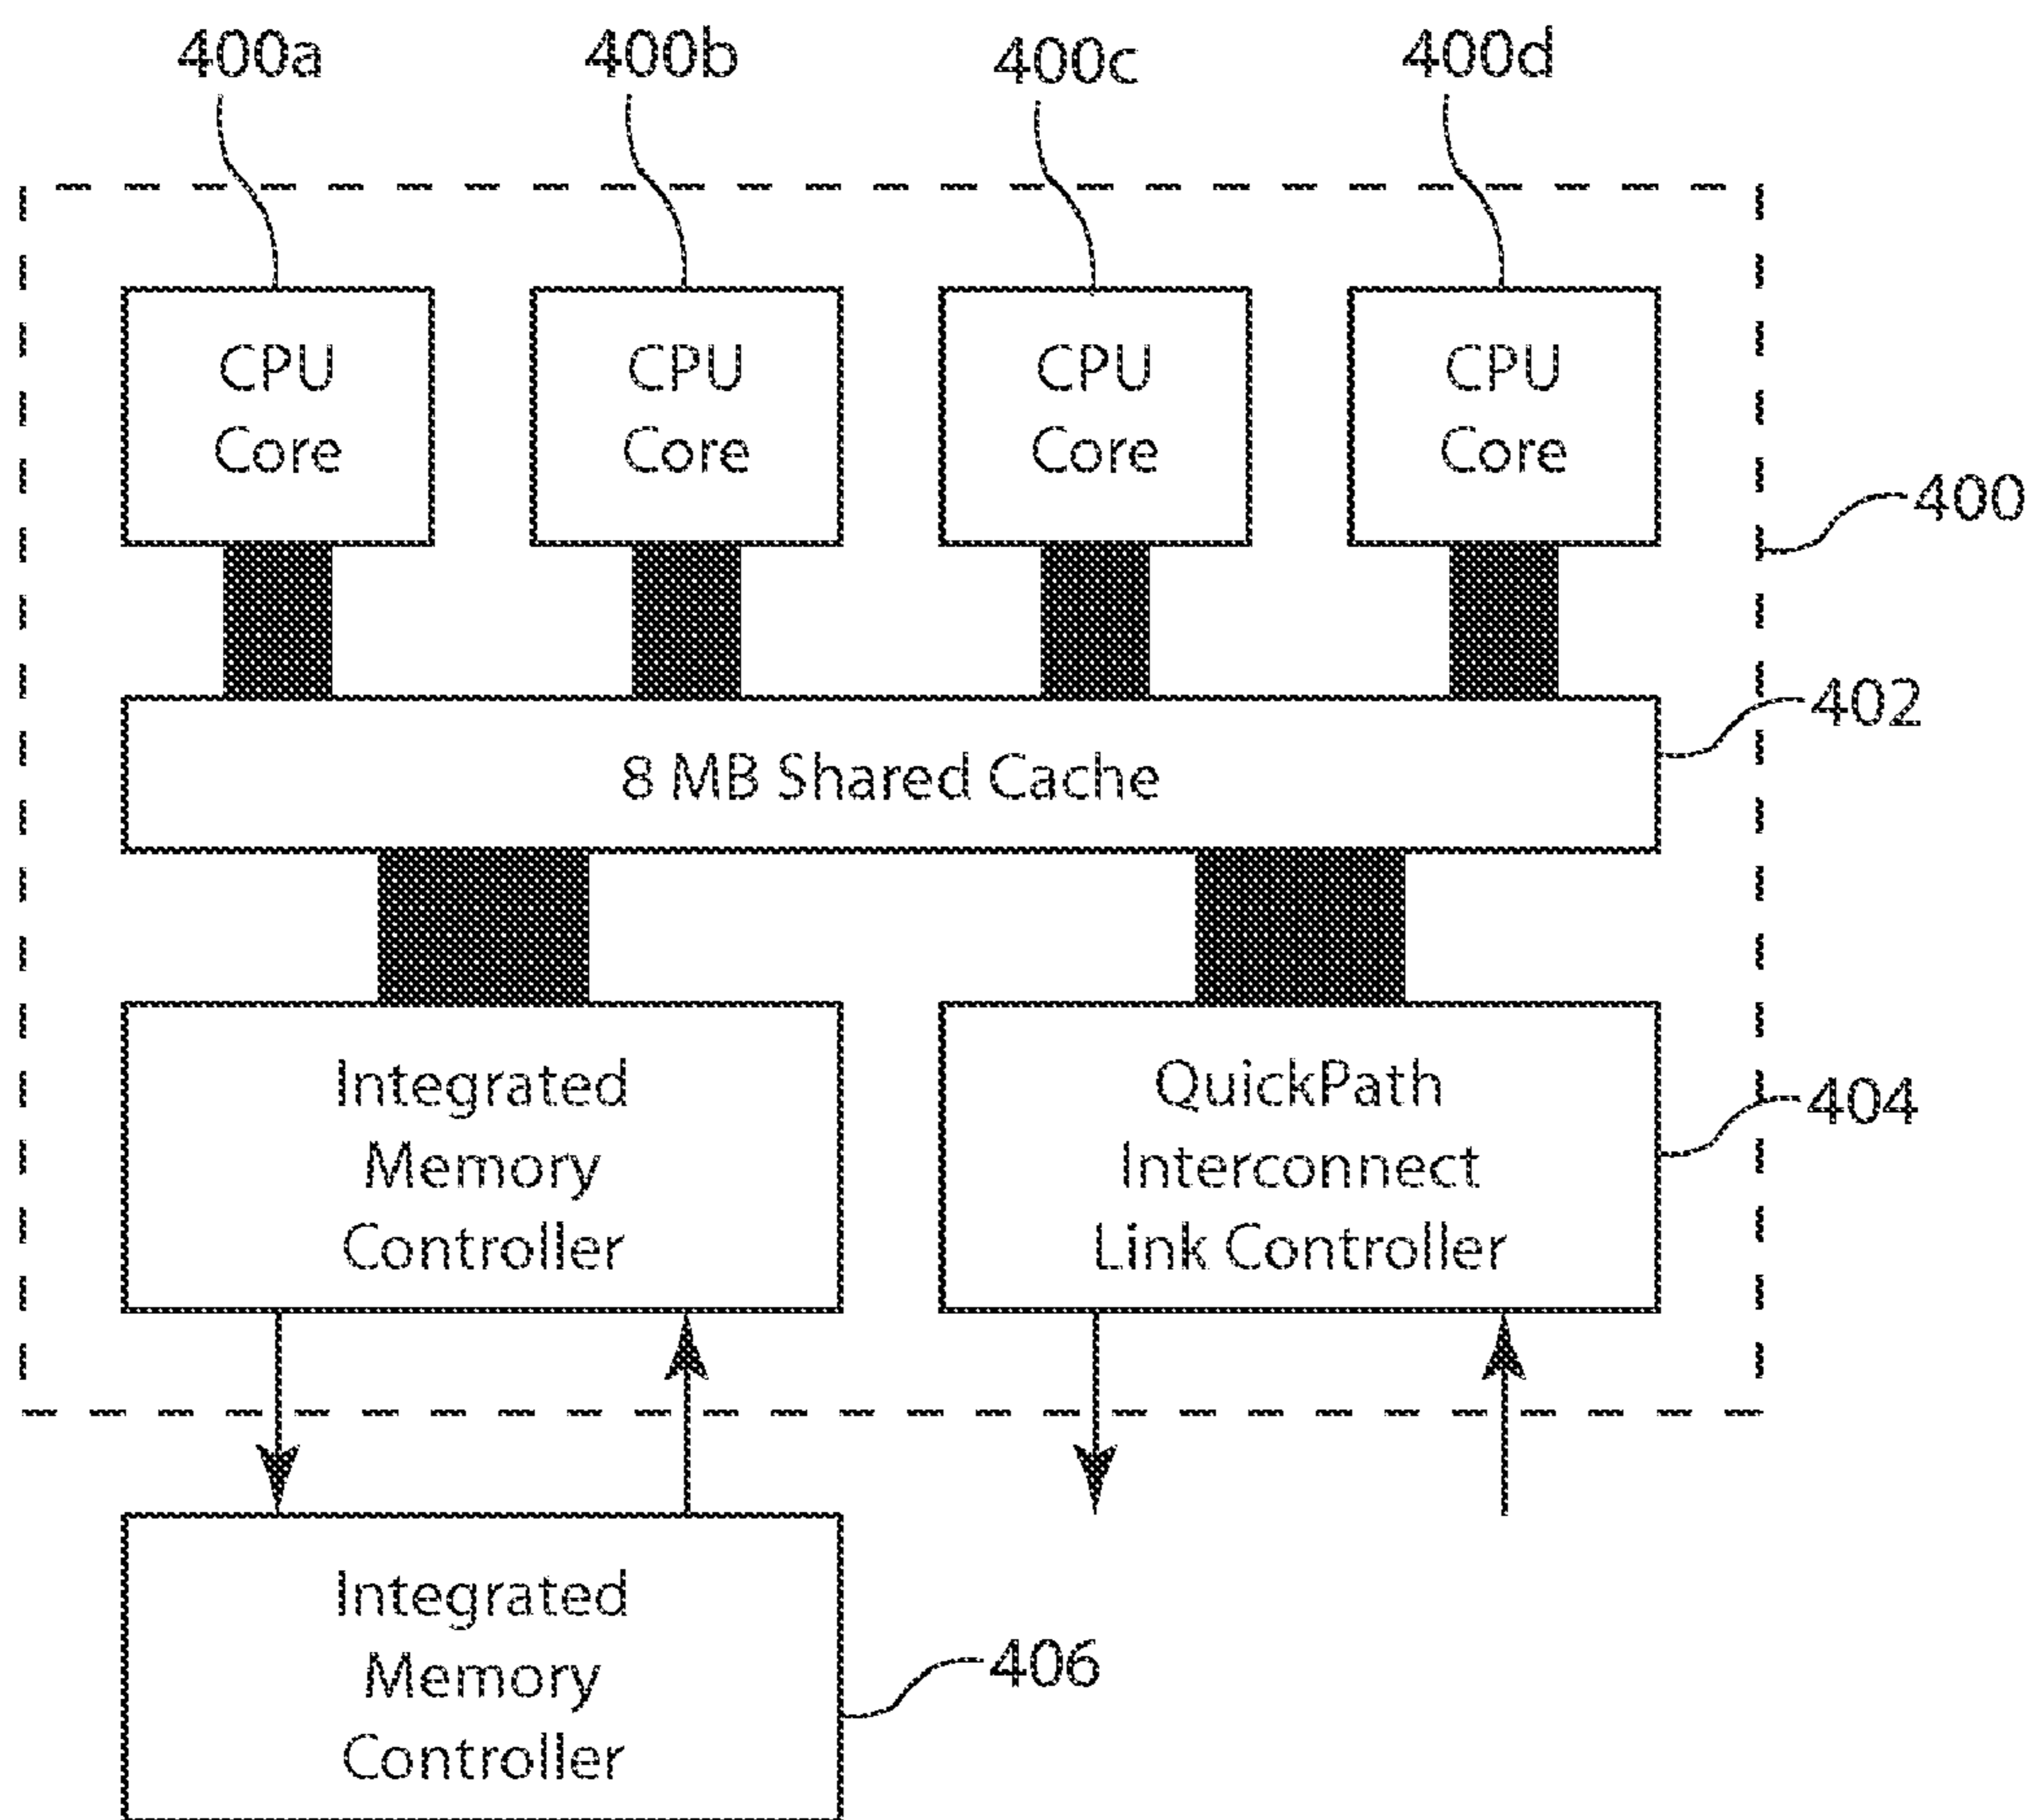 400a 400b 400c 400d
CPU CPU CPU CPU
Core Core Core Core
400
402
8 MB Shared Cache
Integrated
Memory
Controller
QuickPath
Interconnect
Link Controller
404
Integrated
Memory
Controller
406